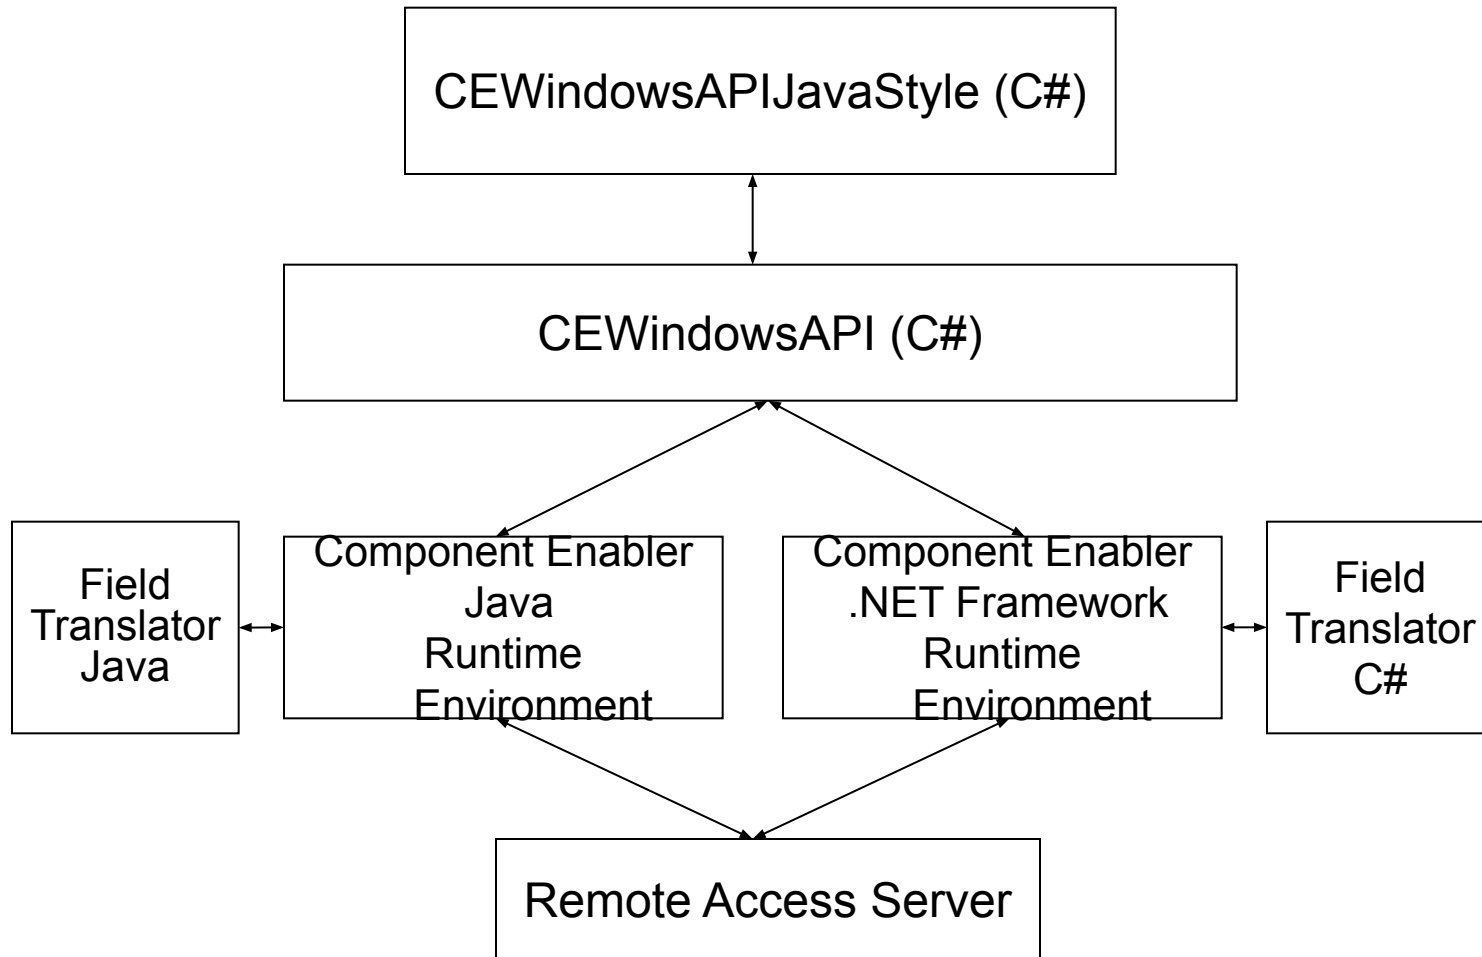 CEWindowsAPIJavaStyle (C#)
CEWindowsAPI (C#)
Field
Translator
Java
Component Enabler
Java
Runtime
Environment
Component Enabler
.NET Framework
Runtime
Environment
Field
Translator
C#
Remote Access Server